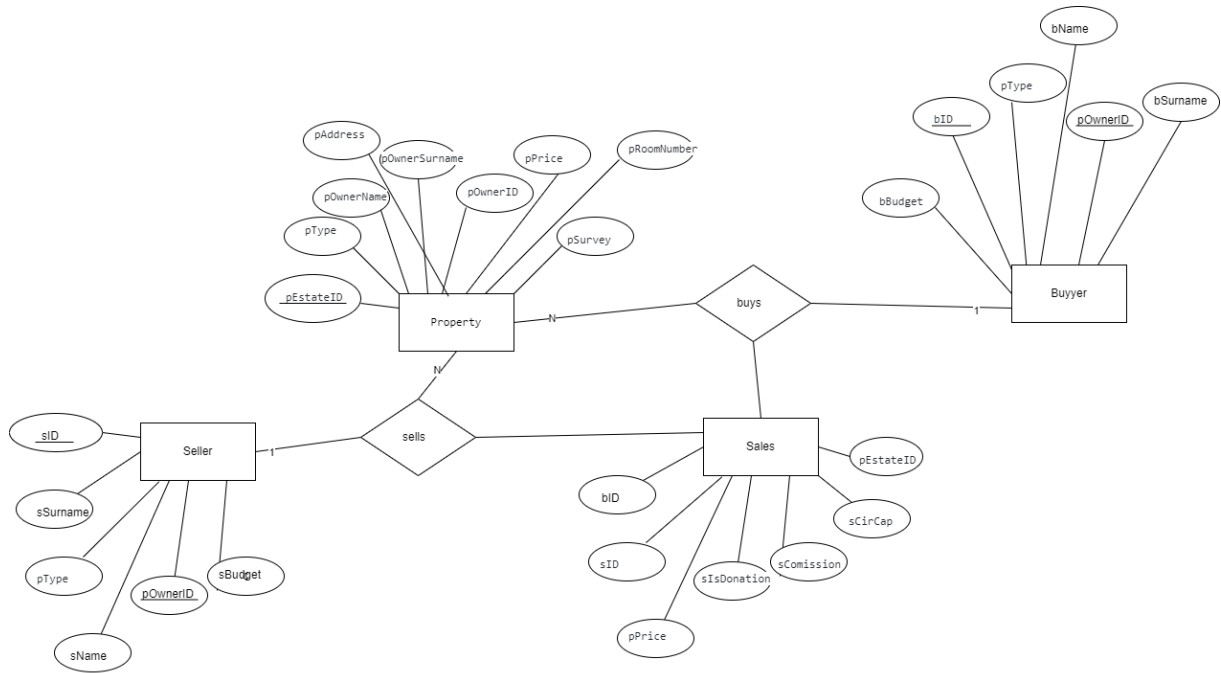 bName
pType
bSurname
bID
pOwnerID
bBudget
Buyyer
pAddress
pOwnerSurname
pPrice
pRoomNumber
pOwnerName
pOwnerID
pType
pSurvey
pEstateID
Property
N
buys
1
N
sells
1
Seller
sID
sSurname
pType
sName
pOwnerID
sBudget
Sales
pEstateID
bID
sCirCap
sID
sIsDonation
sComission
pPrice